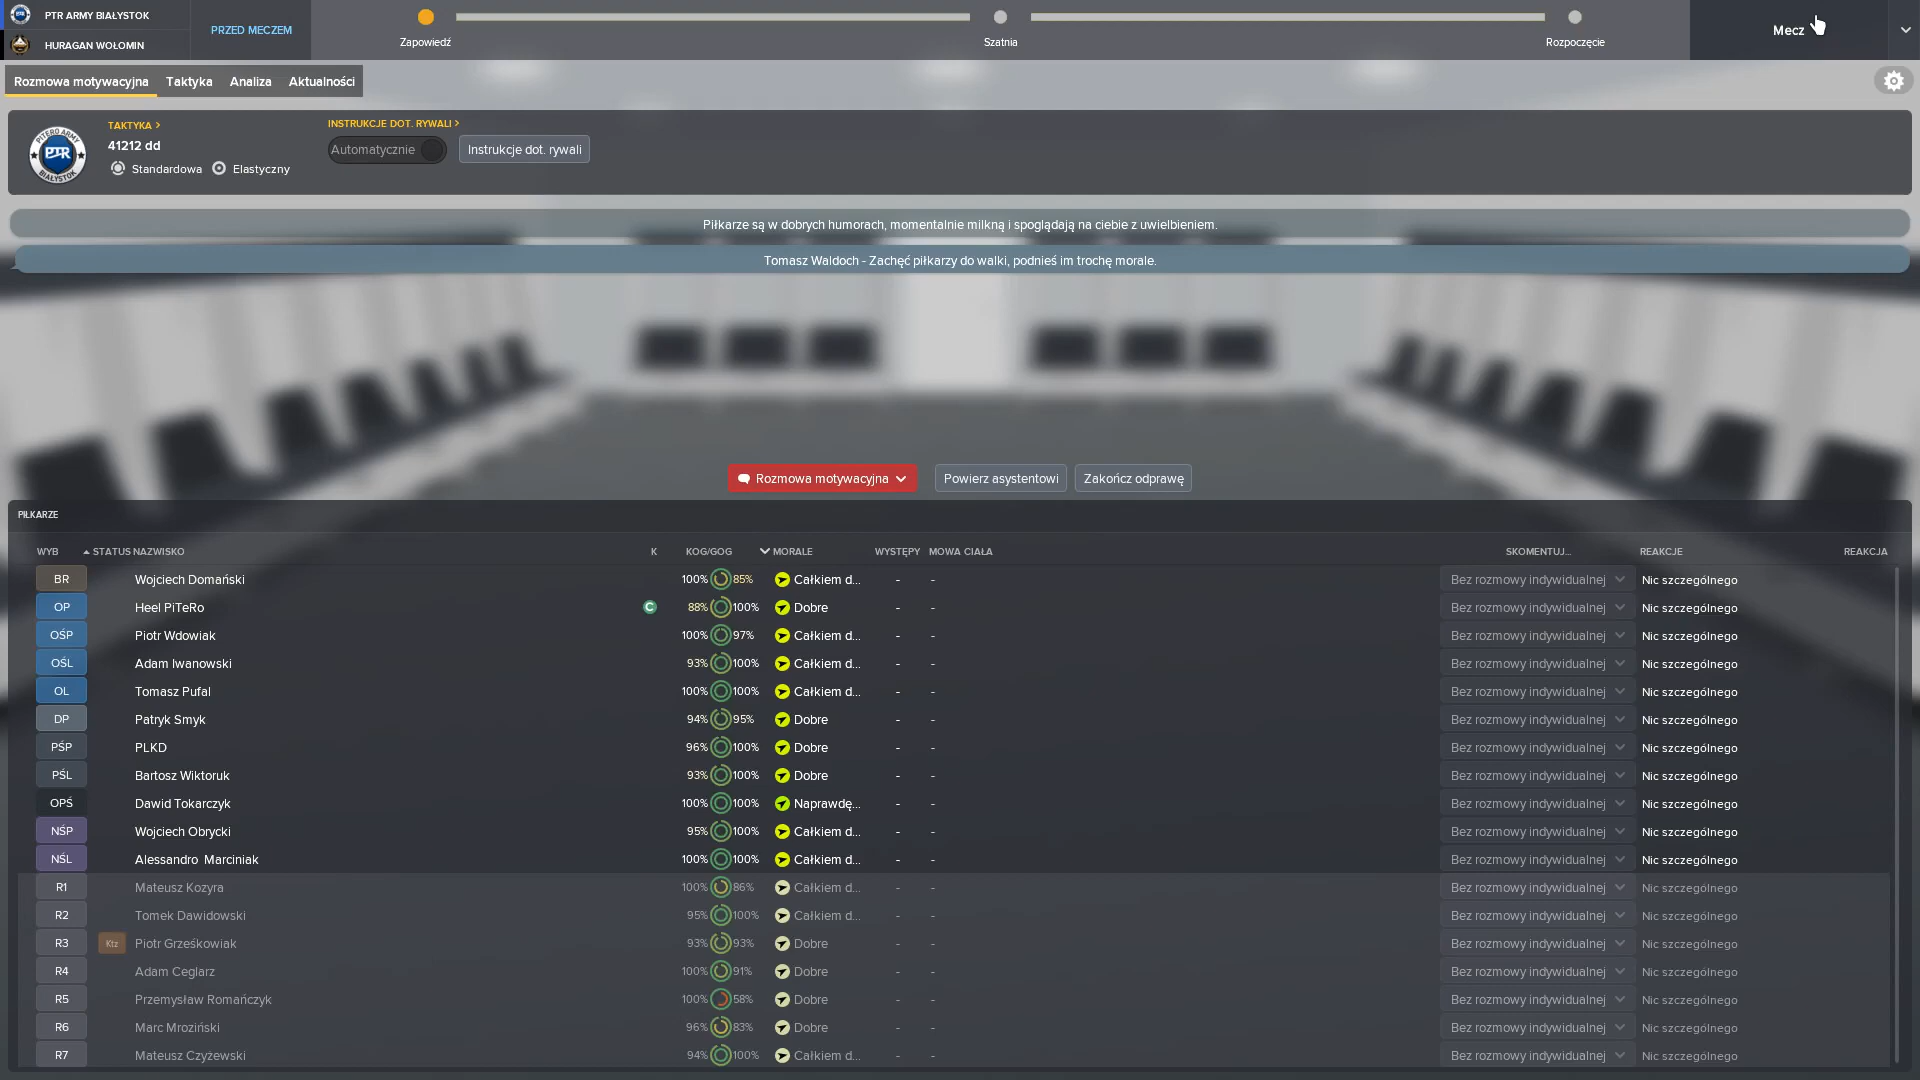 PTR ARMY BIAŁYSTOK
HURAGAN WOŁOMIN
PRZED MECZEM
Zapowiedź
Szatnia
Rozpoczęcie
Mecz
Rozmowa motywacyjna Taktyka Analiza Aktualności
PITERO ARMY
PTR
BIAŁYSTOK
TAKTYKA >
41212 dd
Standardowa Elastyczny
INSTRUKCJE DOT. RYWALI >
Automatycznie Instrukcje dot. rywali
Piłkarze są w dobrych humorach, momentalnie milkną i spoglądają na ciebie z uwielbieniem.
Tomasz Waldoch - Zachęć piłkarzy do walki, podnieś im trochę morale.
Rozmowa motywacyjna Powierz asystentowi Zakończ odprawę
PIŁKARZE
WYB STATUS NAZWISKO K KOG/GOG MORALE WYSTĘPY MOWA CIAŁA SKOMENTUJ... REAKCJE REAKCJA
BR Wojciech Domański 100% 85% Całkiem d... - - Bez rozmowy indywidualnej Nic szczególnego
OP Heel PiTeRo C 88% 100% Dobre - - Bez rozmowy indywidualnej Nic szczególnego
OŚP Piotr Wdowiak 100% 97% Całkiem d... - - Bez rozmowy indywidualnej Nic szczególnego
OŚL Adam Iwanowski 93% 100% Całkiem d... - - Bez rozmowy indywidualnej Nic szczególnego
OL Tomasz Pufal 100% 100% Całkiem d... - - Bez rozmowy indywidualnej Nic szczególnego
DP Patryk Smyk 94% 95% Dobre - - Bez rozmowy indywidualnej Nic szczególnego
PŚP PLKD 96% 100% Dobre - - Bez rozmowy indywidualnej Nic szczególnego
PŚL Bartosz Wiktoruk 93% 100% Dobre - - Bez rozmowy indywidualnej Nic szczególnego
OPŚ Dawid Tokarczyk 100% 100% Naprawdę... - - Bez rozmowy indywidualnej Nic szczególnego
NŚP Wojciech Obrycki 95% 100% Całkiem d... - - Bez rozmowy indywidualnej Nic szczególnego
NŚL Alessandro Marciniak 100% 100% Całkiem d... - - Bez rozmowy indywidualnej Nic szczególnego
R1 Mateusz Kozyra 100% 86% Całkiem d... - - Bez rozmowy indywidualnej Nic szczególnego
R2 Tomek Dawidowski 95% 100% Całkiem d... - - Bez rozmowy indywidualnej Nic szczególnego
R3 Ktz Piotr Grześkowiak 93% 93% Dobre - - Bez rozmowy indywidualnej Nic szczególnego
R4 Adam Ceglarz 100% 91% Dobre - - Bez rozmowy indywidualnej Nic szczególnego
R5 Przemysław Romańczyk 100% 58% Dobre - - Bez rozmowy indywidualnej Nic szczególnego
R6 Marc Mroziński 96% 83% Dobre - - Bez rozmowy indywidualnej Nic szczególnego
R7 Mateusz Czyżewski 94% 100% Całkiem d... - - Bez rozmowy indywidualnej Nic szczególnego